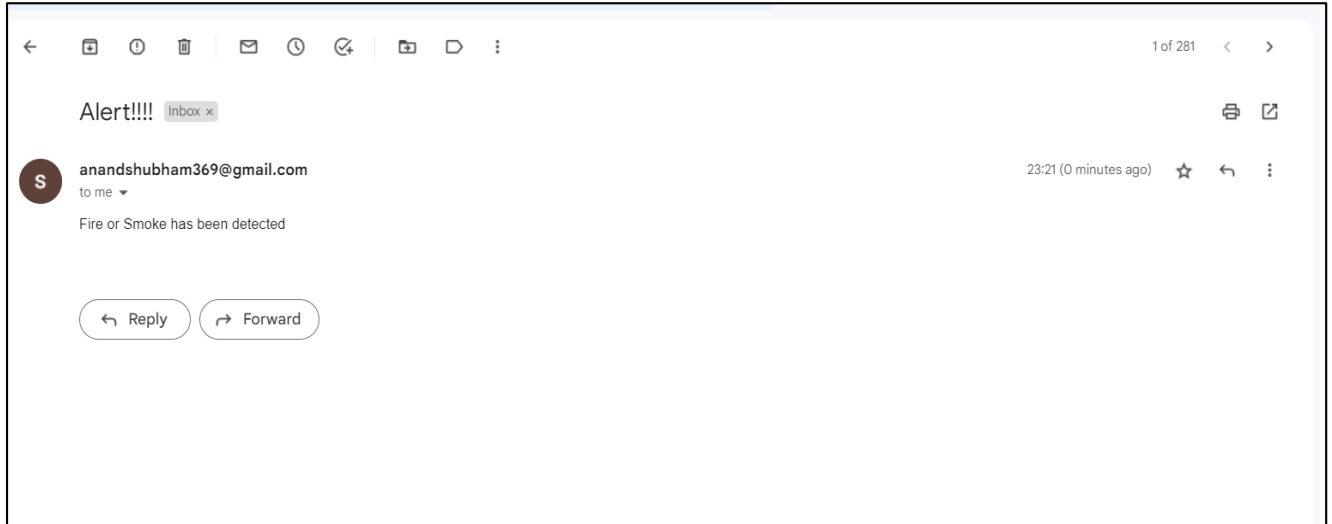 1 of 281
Alert!!!! Inbox ×
S
anandshubham369@gmail.com
23:21 (0 minutes ago)
to me
Fire or Smoke has been detected
Reply
Forward